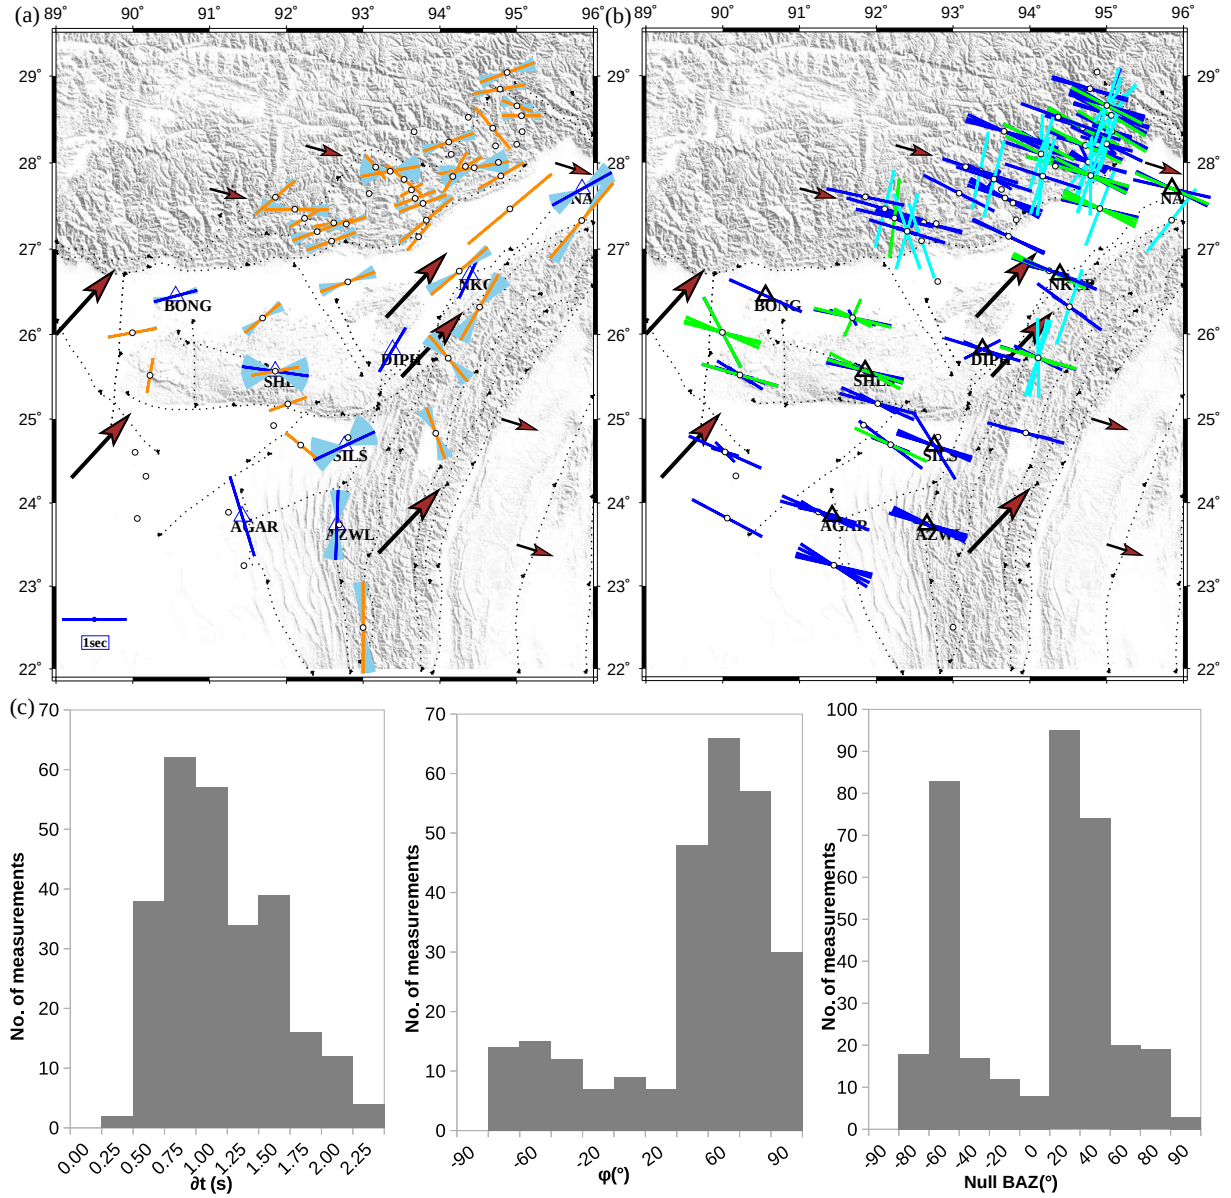 (a)
89° 90° 91° 92° 93° 94° 95° 96°
29°
28°
27°
26°
25°
24°
23°
22°
NA
NKC
BONG
DIPH
SHL
SILS
AGAR
AZWL
1sec
(b)
89° 90° 91° 92° 93° 94° 95° 96°
29°
28°
27°
26°
25°
24°
23°
22°
NA
NKAR
BONG
DIPH
SHLS
SILS
AGAR
AZW
(c)
No. of measurements
70
60
50
40
30
20
10
0
0.00 0.25 0.50 0.75 1.00 1.25 1.50 1.75 2.00 2.25
∂t (s)
No. of measurements
70
60
50
40
30
20
10
0
-90 -60 -20 20 60 90
φ(°)
No. of measurements
100
90
80
70
60
50
40
30
20
10
0
-90 -80 -60 -40 -20 0 20 40 60 80 90
Null BAZ(°)